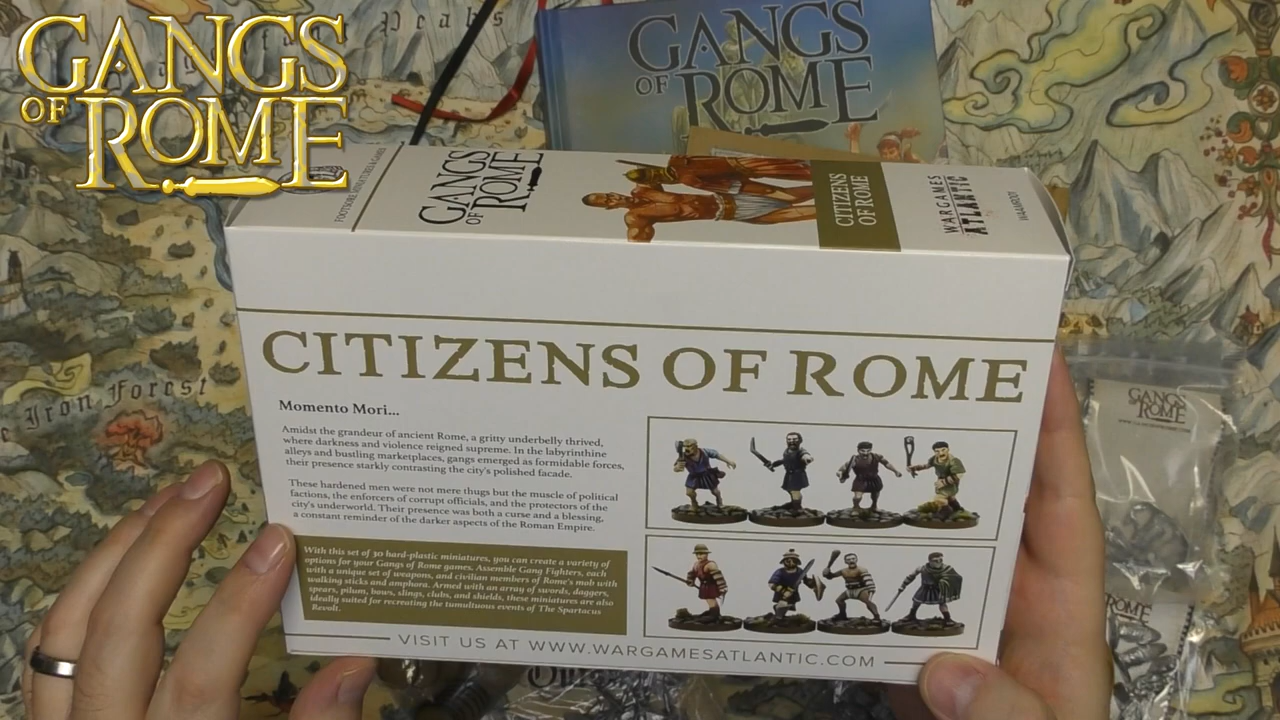 GANGS
OF ROME
Peaks
GANGS
OF ROME
GANGS
OF ROME
CITIZENS
OF ROME
WARGAMES
ATLANTIC
CITIZENS OF ROME
Iron Forest
Momento Mori...
Amidst the grandeur of ancient Rome, a gritty underbelly thrived,
where darkness and violence reigned supreme. In the labyrinthine
alleys and bustling marketplaces, gangs emerged as formidable forces,
their presence starkly contrasting the city's polished facade.
These hardened men were not mere thugs but the muscle of political
factions, the enforcers of corrupt officials, and the protectors of the
city's underworld. Their presence was both a curse and a blessing,
a constant reminder of the darker aspects of the Roman Empire.
With this set of 30 hard-plastic miniatures, you can create a variety of
options for your Gangs of Rome games. Assemble Gang Fighters, each
with a unique set of weapons, and civilian members of Rome's mob with
walking sticks and amphora. Armed with an array of swords, daggers,
spears, pilum, bows, slings, clubs, and shields, these miniatures are also
ideally suited for recreating the tumultuous events of The Spartacus
Revolt.
VISIT US AT WWW.WARGAMESATLANTIC.COM
GANGS
OF ROME
ROME